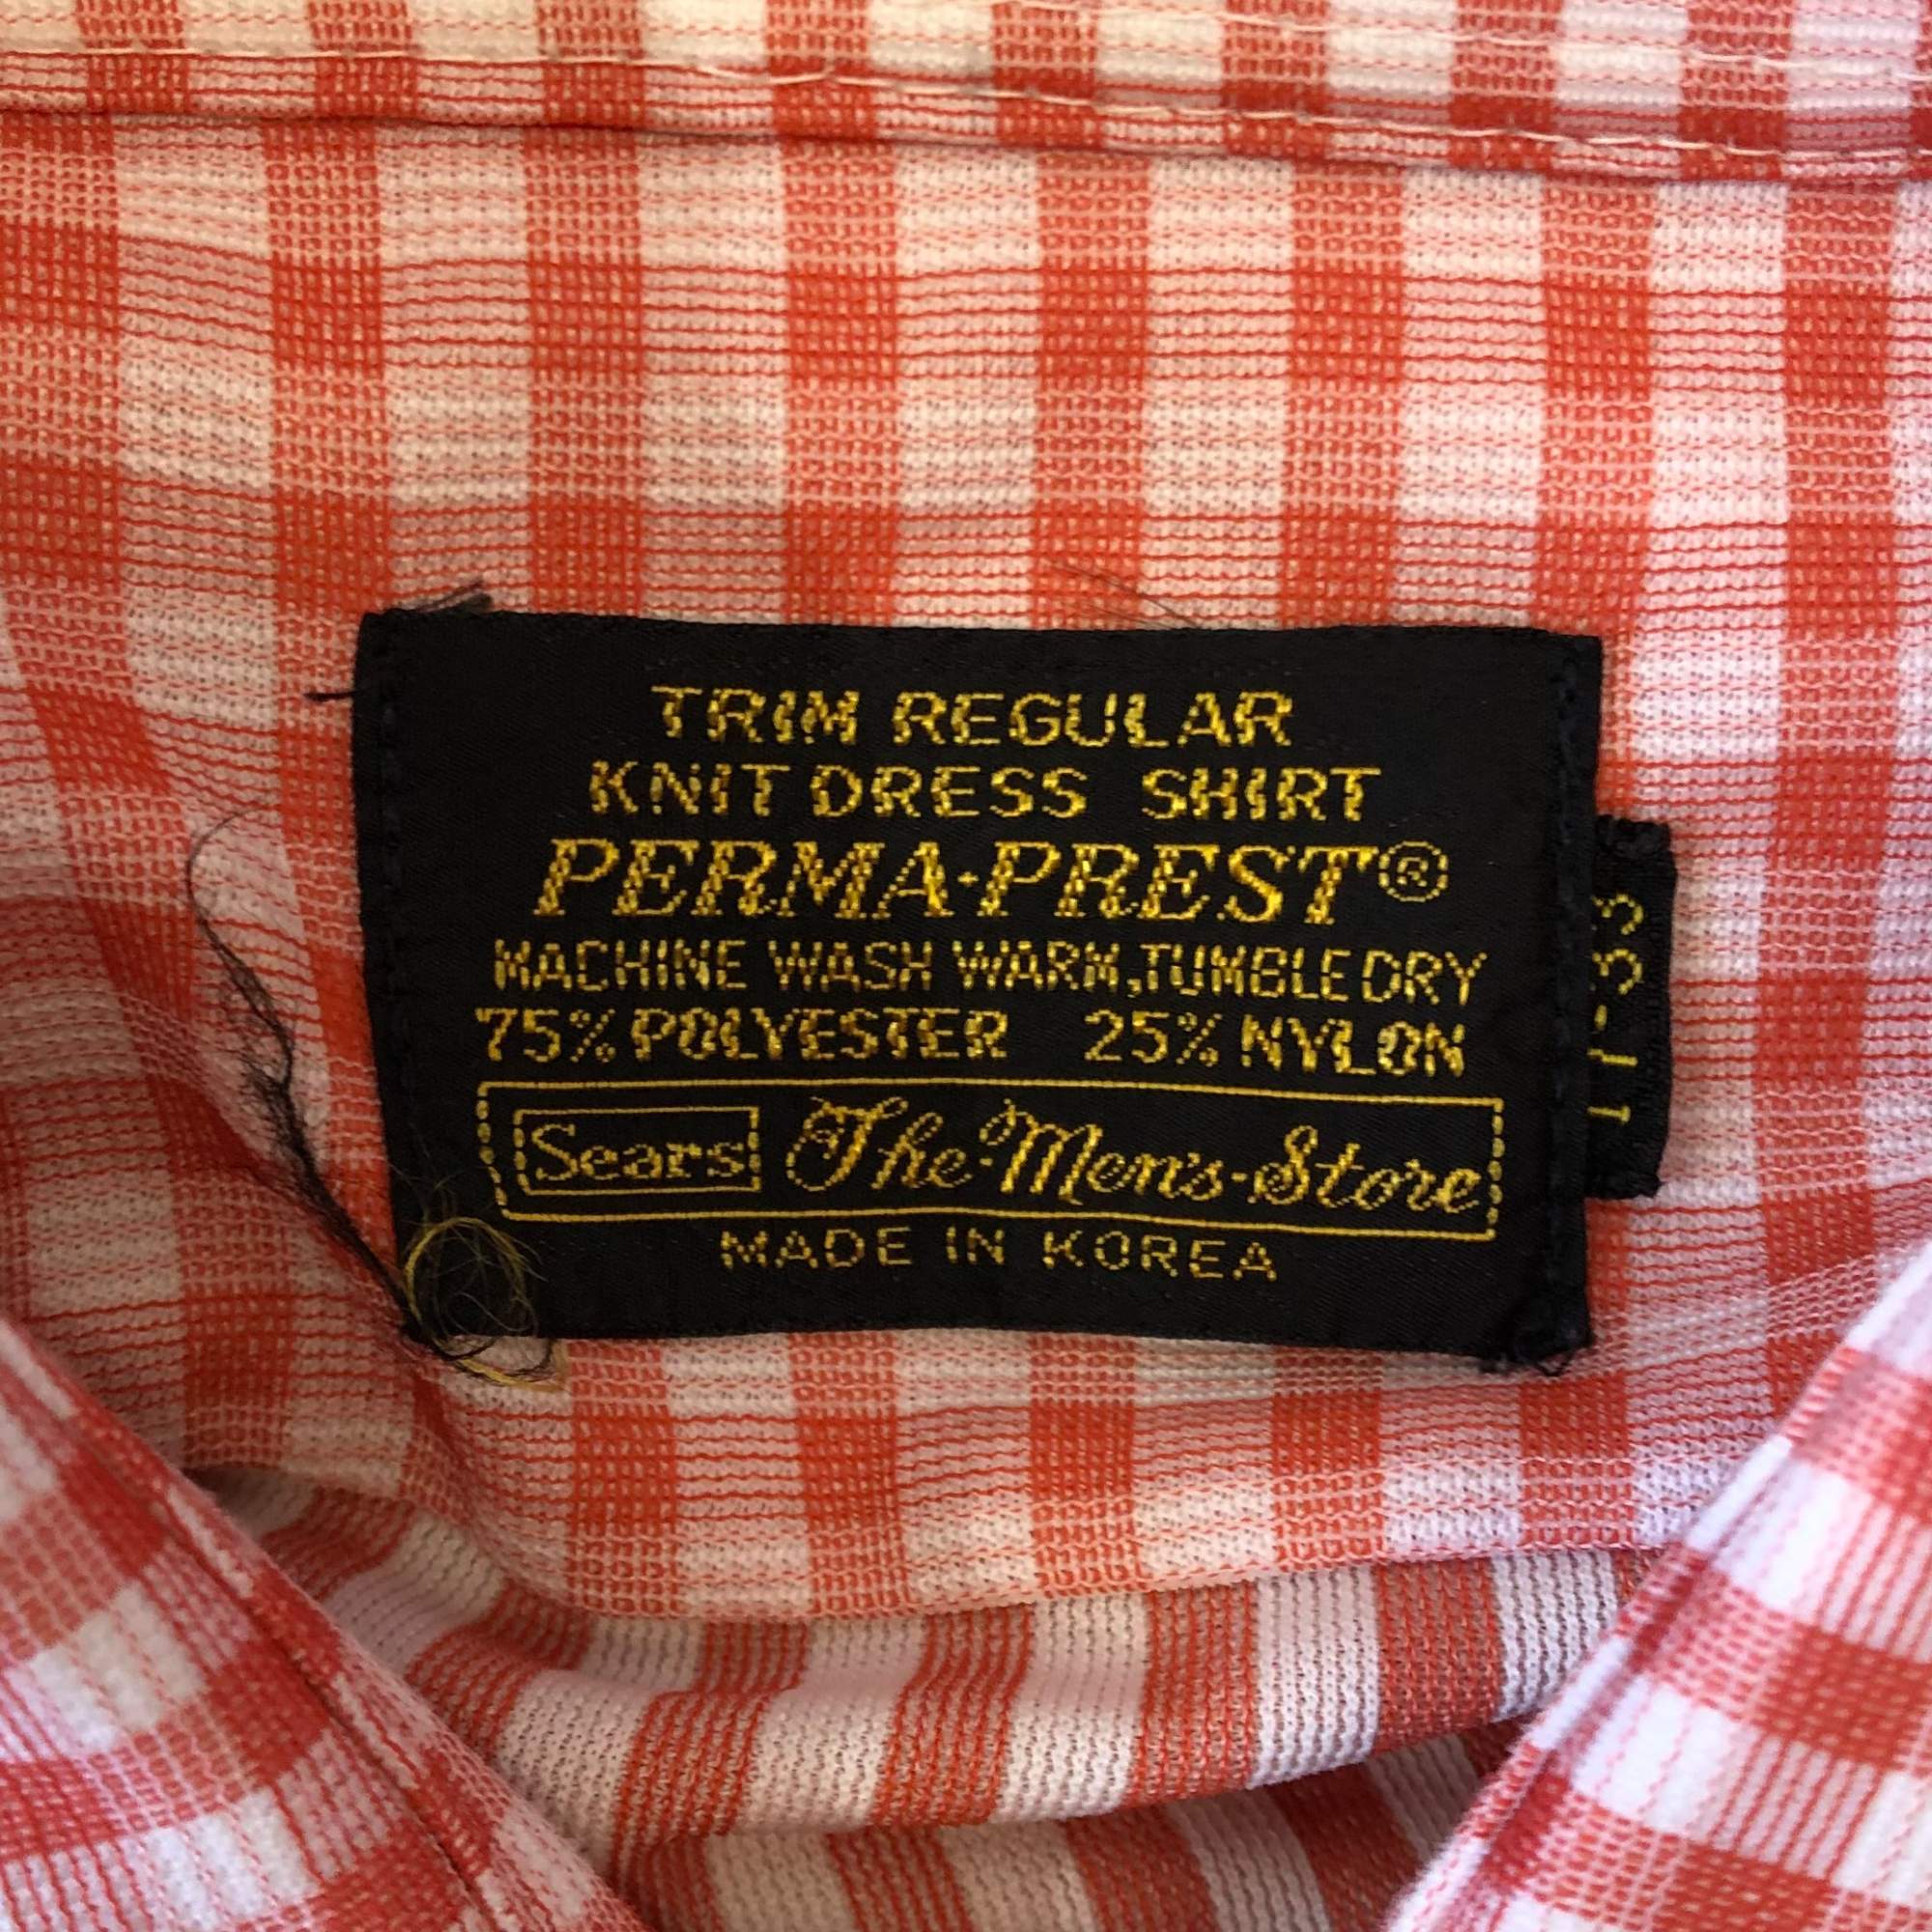 TRIM REGULAR
KNIT DRESS SHIRT
PERMA-PREST®
MACHINE WASH WARM, TUMBLE DRY
75% POLYESTER 25% NYLON
Sears The Men's Store
MADE IN KOREA